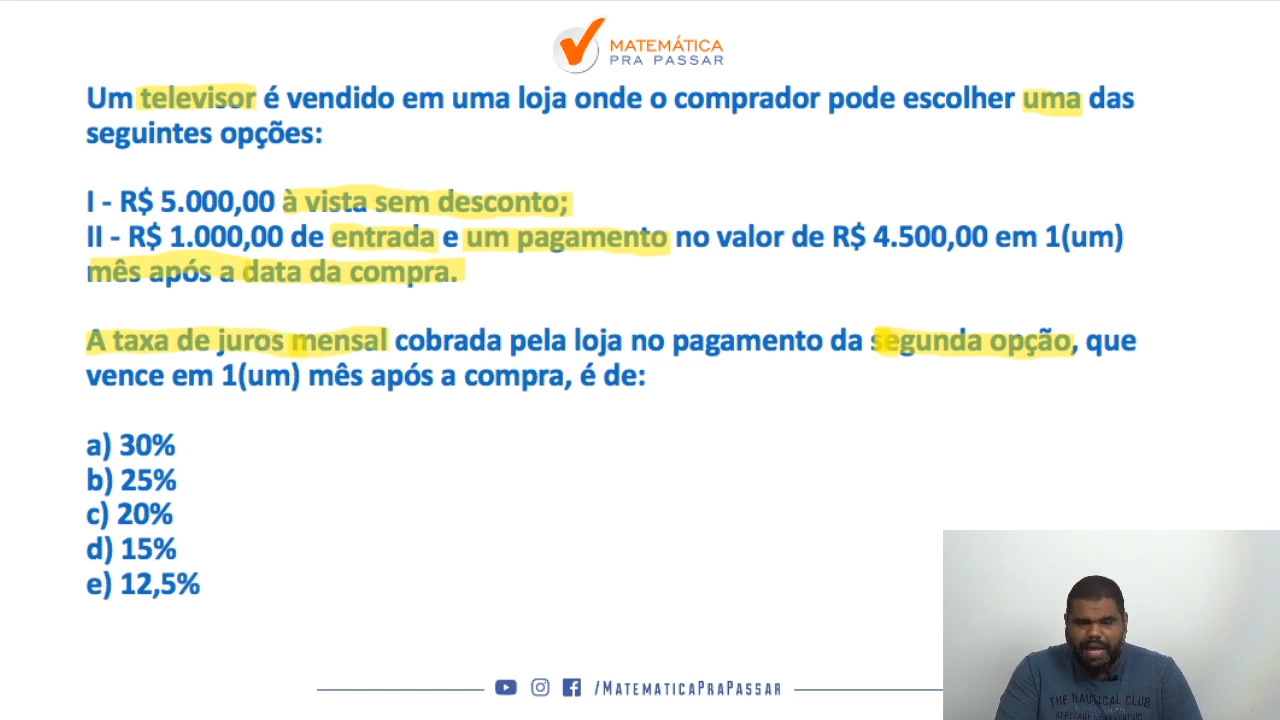 MATEMÁTICA
PRA PASSAR
Um televisor é vendido em uma loja onde o comprador pode escolher uma das
seguintes opções:
I - R$ 5.000,00 à vista sem desconto;
II - R$ 1.000,00 de entrada e um pagamento no valor de R$ 4.500,00 em 1(um)
mês após a data da compra.
A taxa de juros mensal cobrada pela loja no pagamento da segunda opção, que
vence em 1(um) mês após a compra, é de:
a) 30%
b) 25%
c) 20%
d) 15%
e) 12,5%
/MATEMATICAPRAPASSAR
THE NAUTICAL CLUB